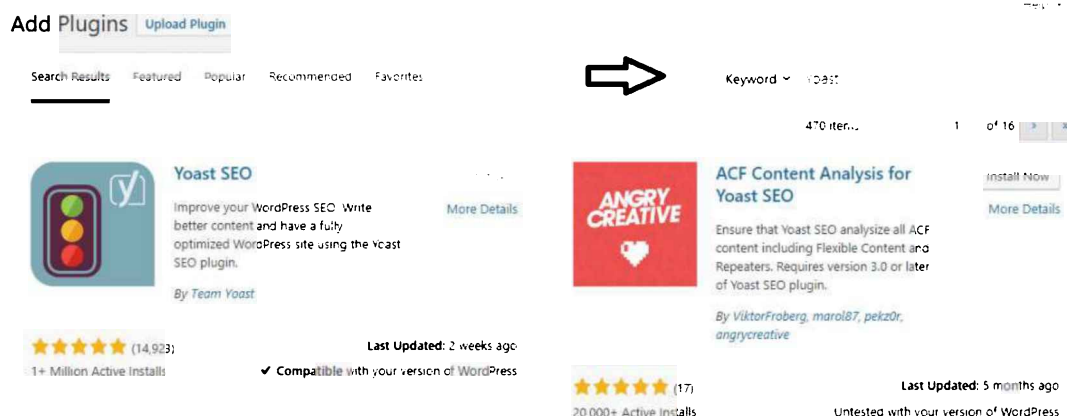 Add Plugins Upload Plugin
Search Results Featured Popular Recommended Favorites
Keyword
470 items 1 of 16 » »
Yoast SEO
Improve your WordPress SEO: Write
better content and have a fully
optimized WordPress site using the Yoast
SEO plugin.
By Team Yoast
More Details
(14,923)
1+ Million Active Installs
Last Updated: 2 weeks ago
✔ Compatible with your version of WordPress
ANGRY
CREATIVE
ACF Content Analysis for
Yoast SEO
Ensure that Yoast SEO analysize all ACF
content including Flexible Content and
Repeaters. Requires version 3.0 or later
of Yoast SEO plugin.
By ViktorFroberg, marol87, pekz0r,
angrycreative
Install Now
More Details
(17)
20,000+ Active Installs
Last Updated: 5 months ago
Untested with your version of WordPress